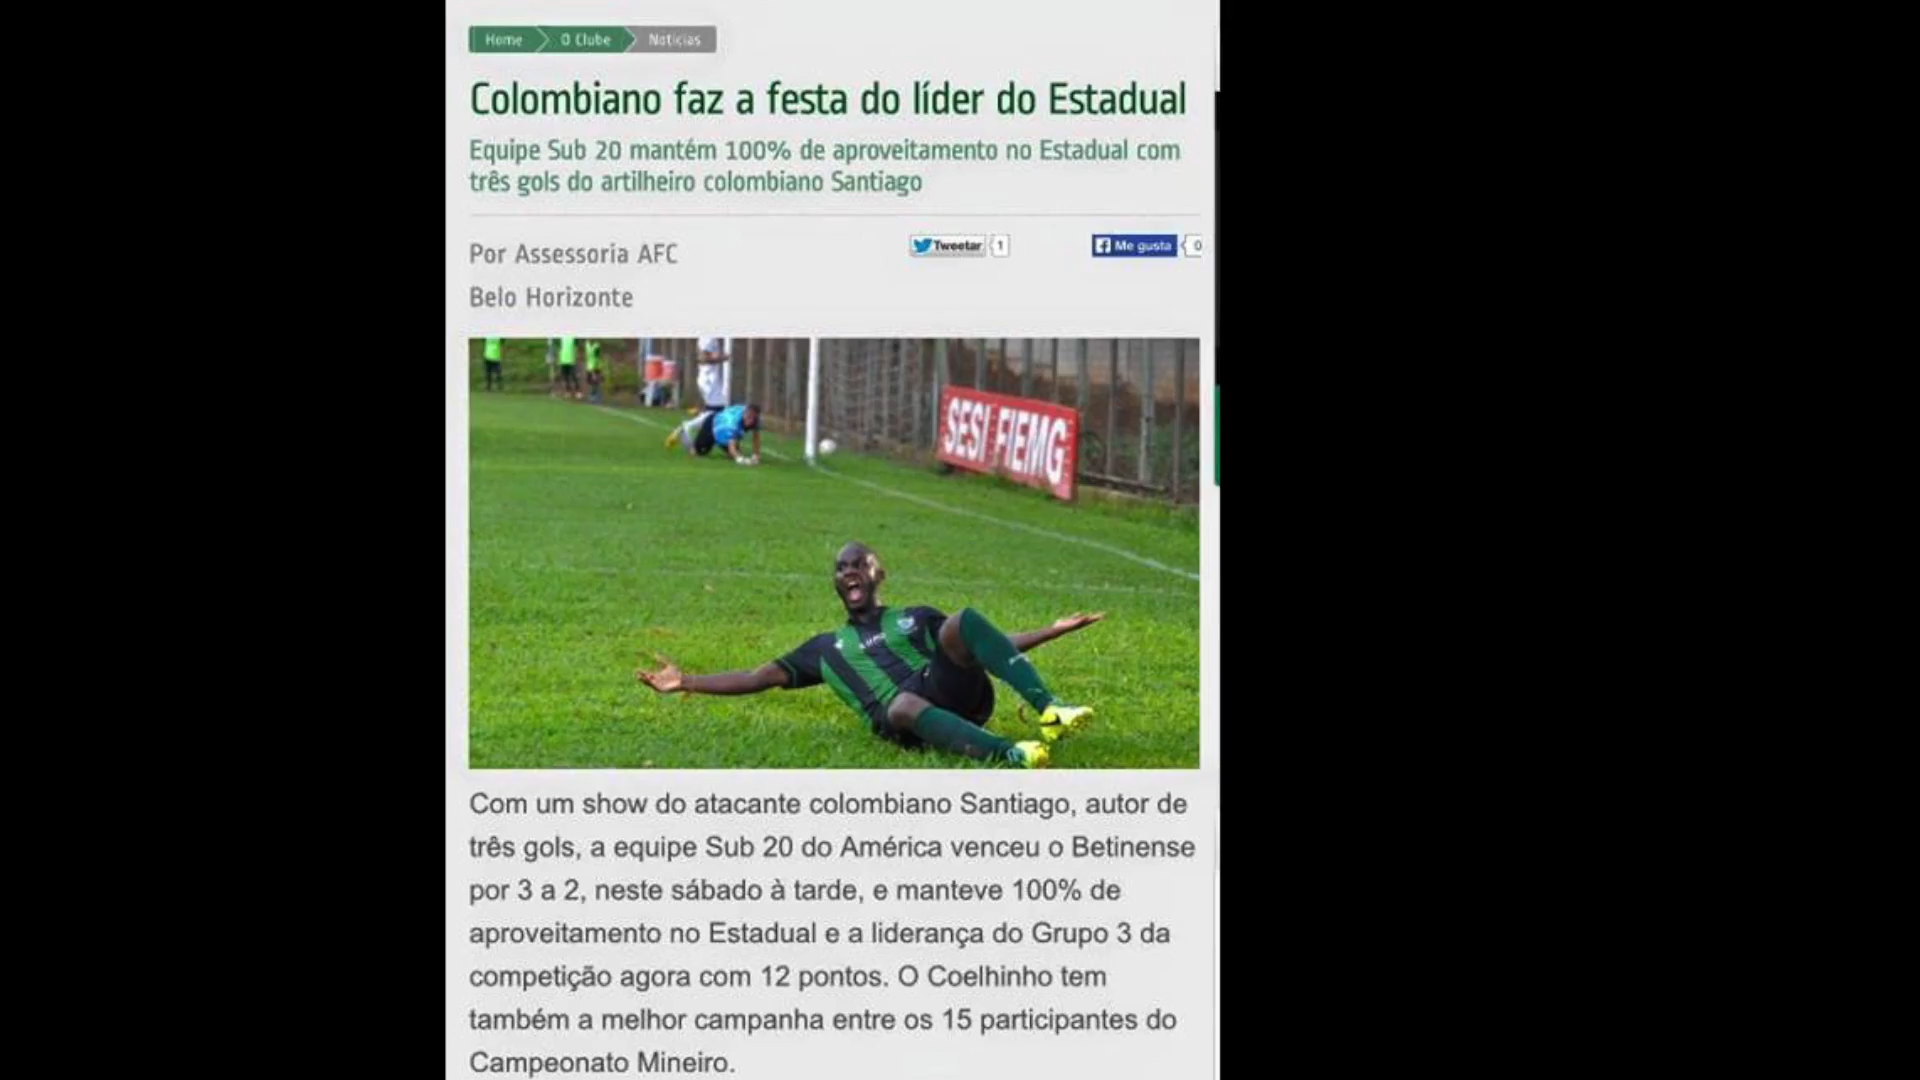 Home O Clube Notícias
Colombiano faz a festa do líder do Estadual
Equipe Sub 20 mantém 100% de aproveitamento no Estadual com
três gols do artilheiro colombiano Santiago
Por Assessoria AFC
Tweetar 1
Me gusta 0
Belo Horizonte
SESI FIEMG
Com um show do atacante colombiano Santiago, autor de
três gols, a equipe Sub 20 do América venceu o Betinense
por 3 a 2, neste sábado à tarde, e manteve 100% de
aproveitamento no Estadual e a liderança do Grupo 3 da
competição agora com 12 pontos. O Coelhinho tem
também a melhor campanha entre os 15 participantes do
Campeonato Mineiro.